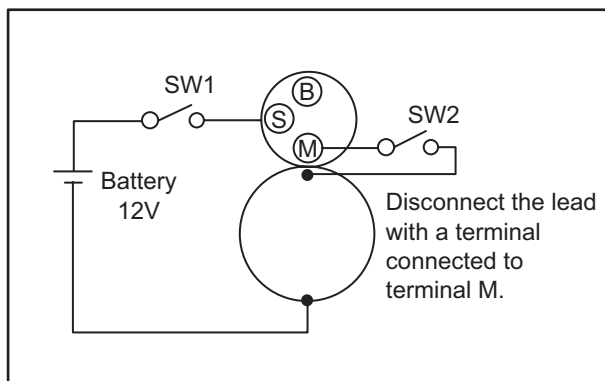 SW1
B
S
SW2
M
Battery
12V
Disconnect the lead
with a terminal
connected to
terminal M.